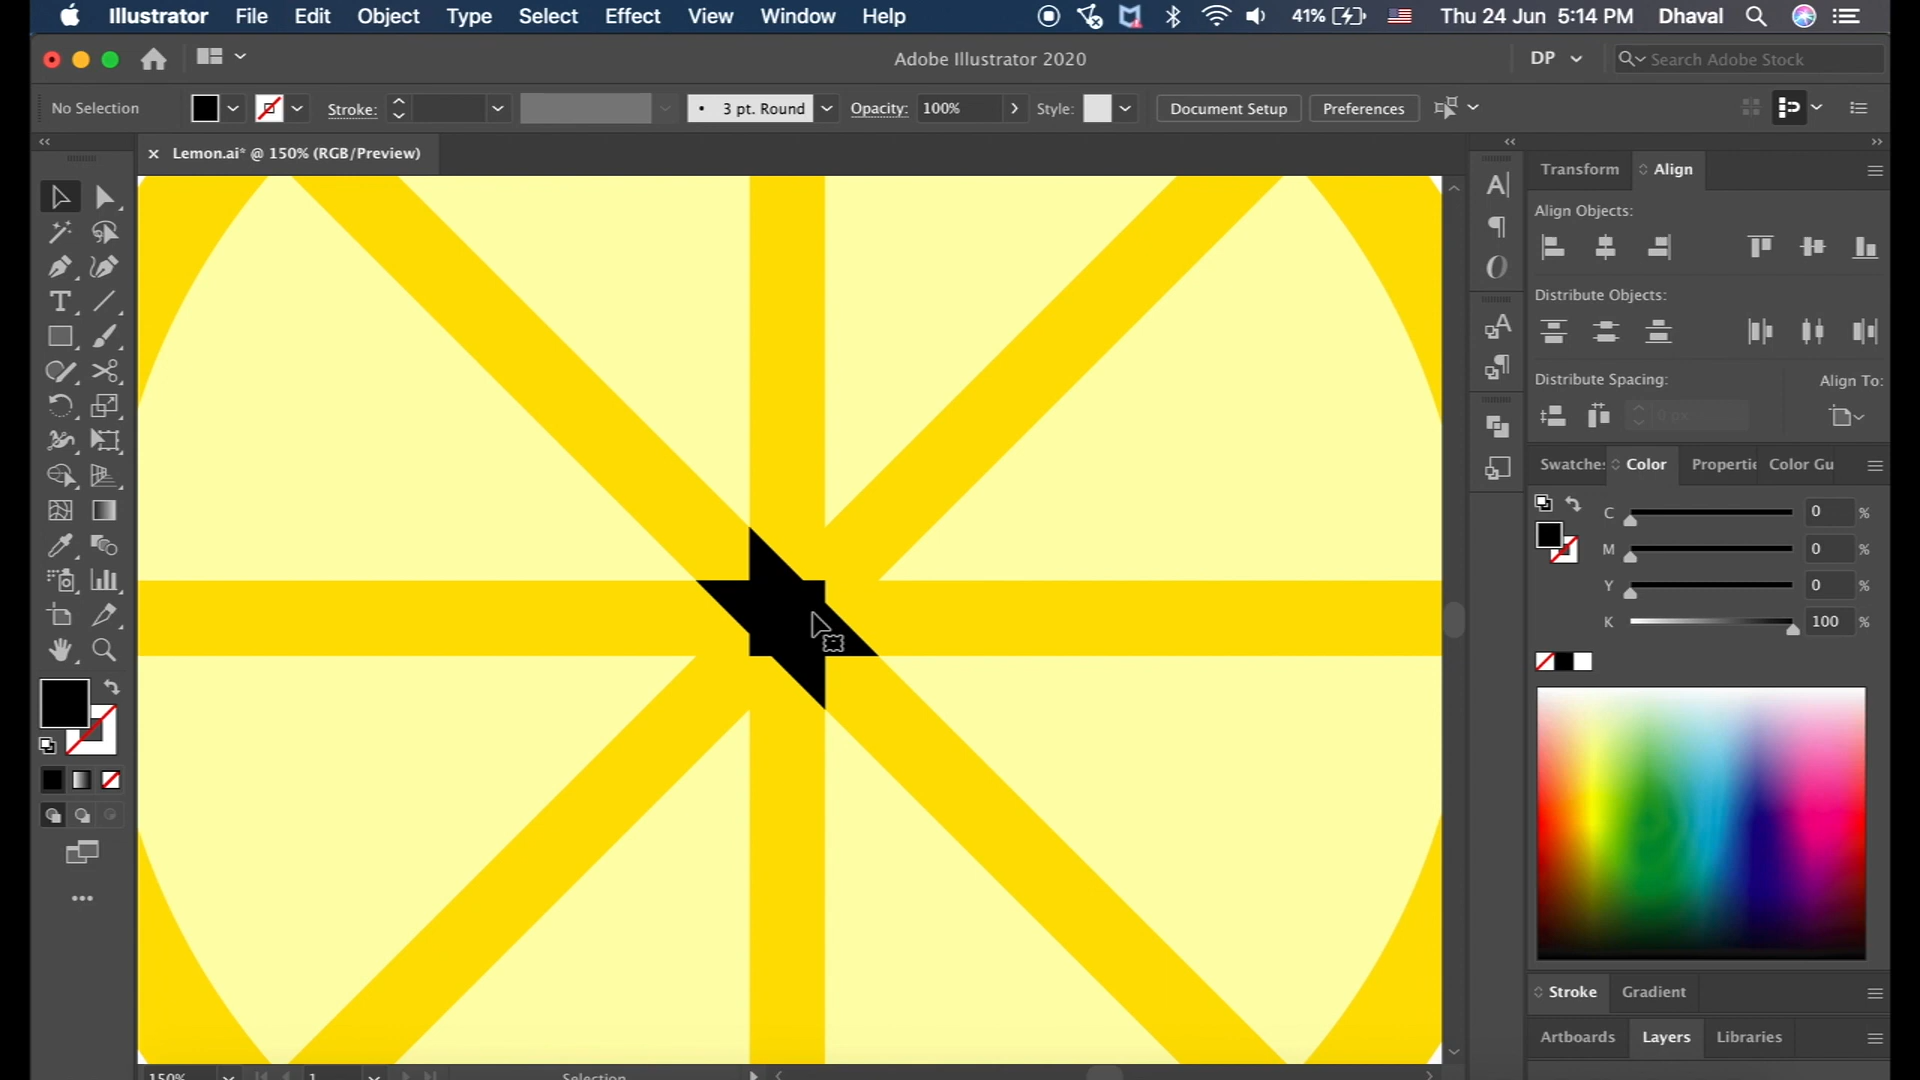 Illustrator File Edit Object Type Select Effect View Window Help 41% Thu 24 Jun 5:14 PM Dhaval
Adobe Illustrator 2020 DP Search Adobe Stock
No Selection Stroke: 3 pt. Round Opacity: 100% Style: Document Setup Preferences
Lemon.ai* @ 150% (RGB/Preview)
Transform Align
Align Objects:
Distribute Objects:
Distribute Spacing: Align To:
0 px
Swatches Color Properti Color Gu
C 0 %
M 0 %
Y 0 %
K 100 %
Stroke Gradient
Artboards Layers Libraries
150% 1 Selection